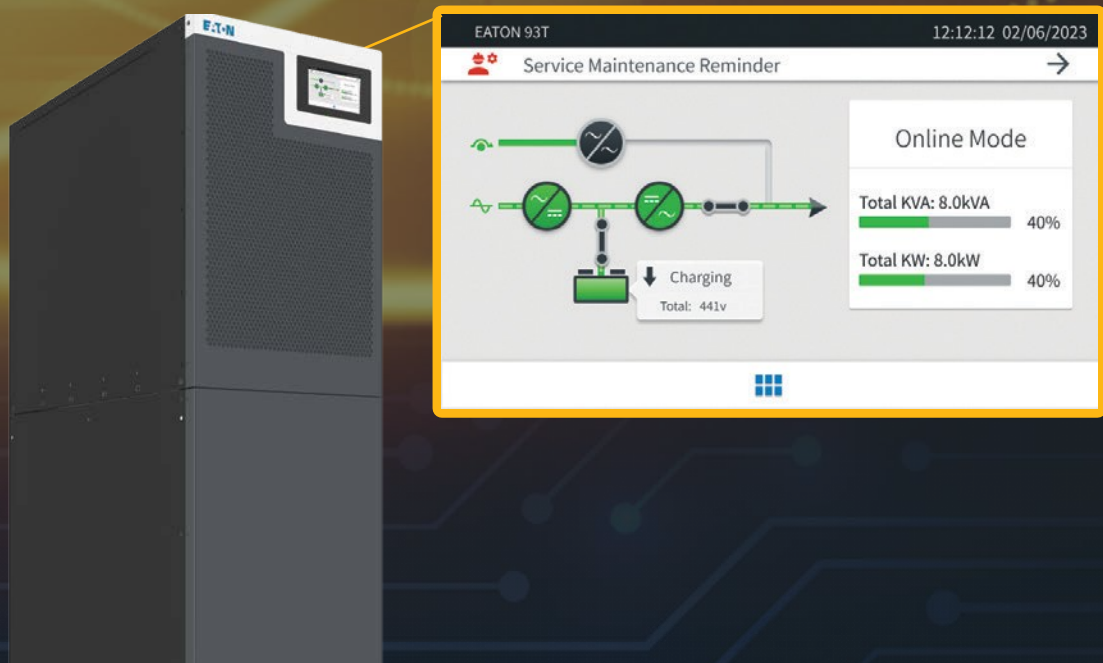 EATON
EATON 93T
12:12:12 02/06/2023
Service Maintenance Reminder
Online Mode
Total KVA: 8.0kVA
40%
Total KW: 8.0kW
40%
Charging
Total: 441v